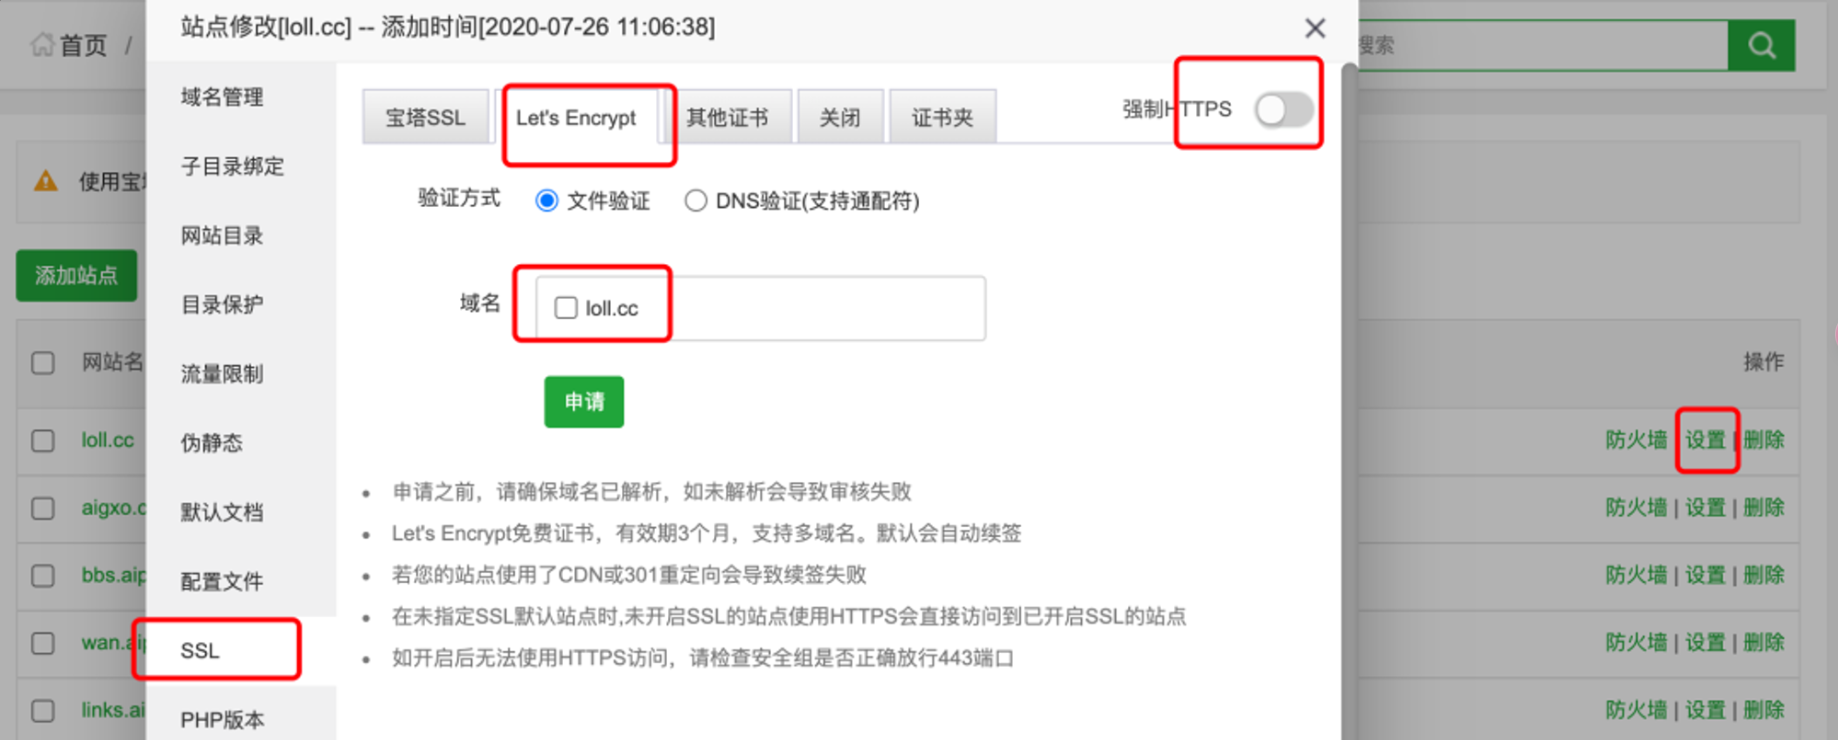 站点修改[loll.cc] -- 添加时间[2020-07-26 11:06:38]
首页 /
搜索
域名管理
子目录绑定
网站目录
目录保护
流量限制
伪静态
默认文档
配置文件
SSL
PHP版本
宝塔SSL
Let's Encrypt
其他证书
关闭
证书夹
强制HTTPS
验证方式
文件验证
DNS验证(支持通配符)
域名
loll.cc
申请
申请之前，请确保域名已解析，如未解析会导致审核失败
Let's Encrypt免费证书，有效期3个月，支持多域名。默认会自动续签
若您的站点使用了CDN或301重定向会导致续签失败
在未指定SSL默认站点时,未开启SSL的站点使用HTTPS会直接访问到已开启SSL的站点
如开启后无法使用HTTPS访问，请检查安全组是否正确放行443端口
使用宝
添加站点
网站名
操作
loll.cc
防火墙 | 设置 | 删除
aigxo.c
防火墙 | 设置 | 删除
bbs.aip
防火墙 | 设置 | 删除
wan.aip
防火墙 | 设置 | 删除
links.ai
防火墙 | 设置 | 删除